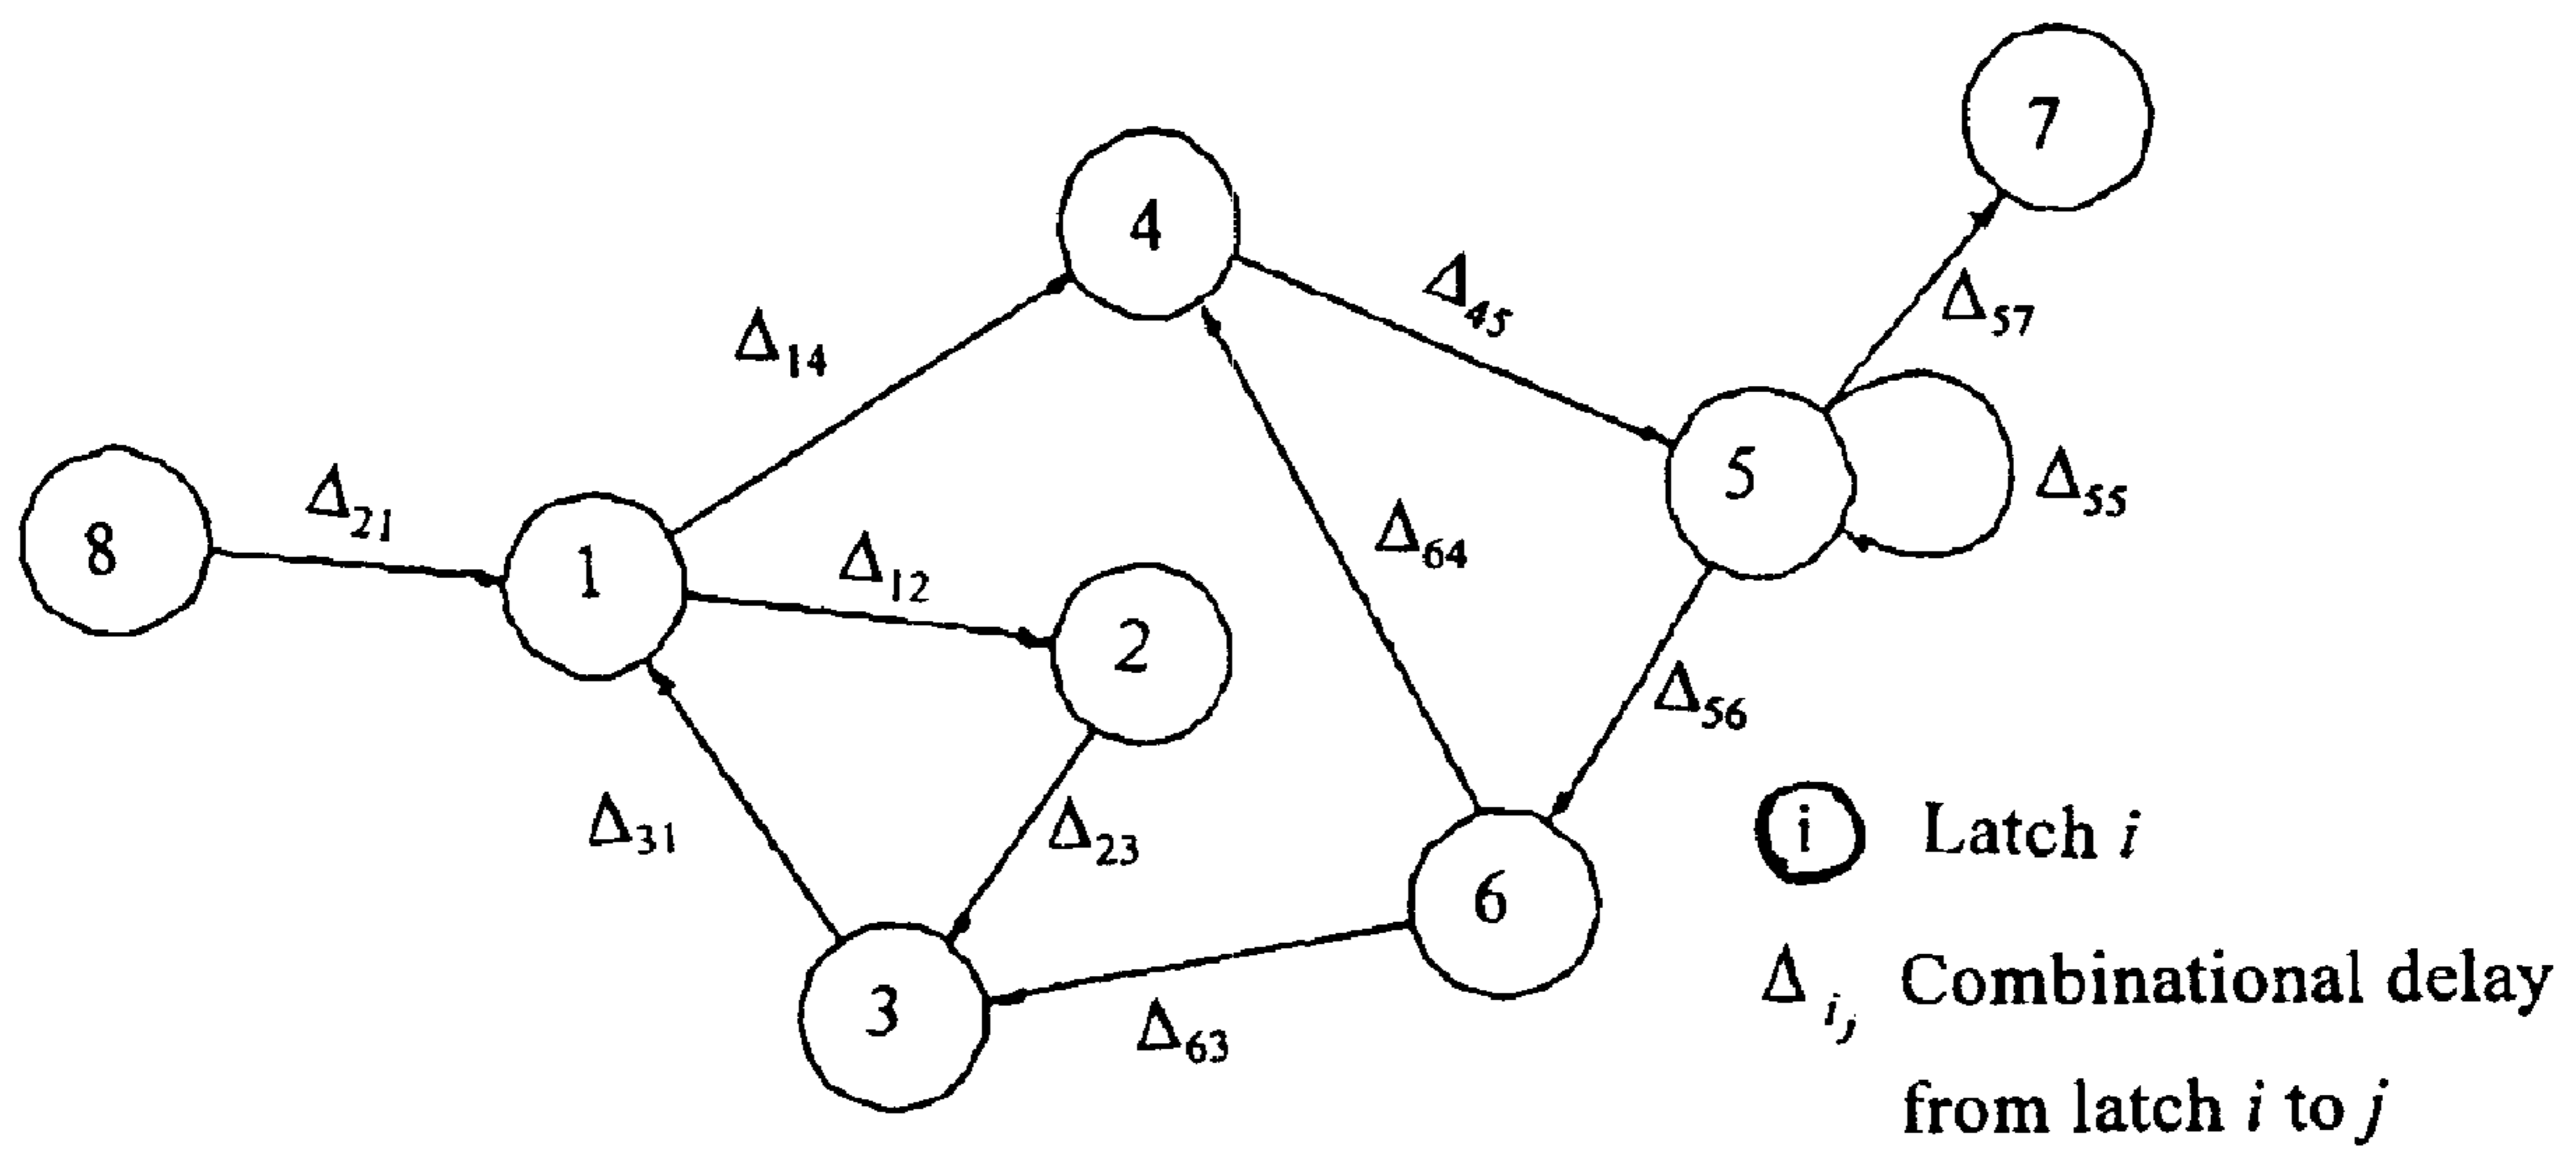 7
4
Δ45
Δ57
Δ14
5
Δ55
8
Δ21
1
Δ12
2
Δ64
Δ56
Δ31
Δ23
6
3
Δ63
i Latch i
Δij Combinational delay
from latch i to j